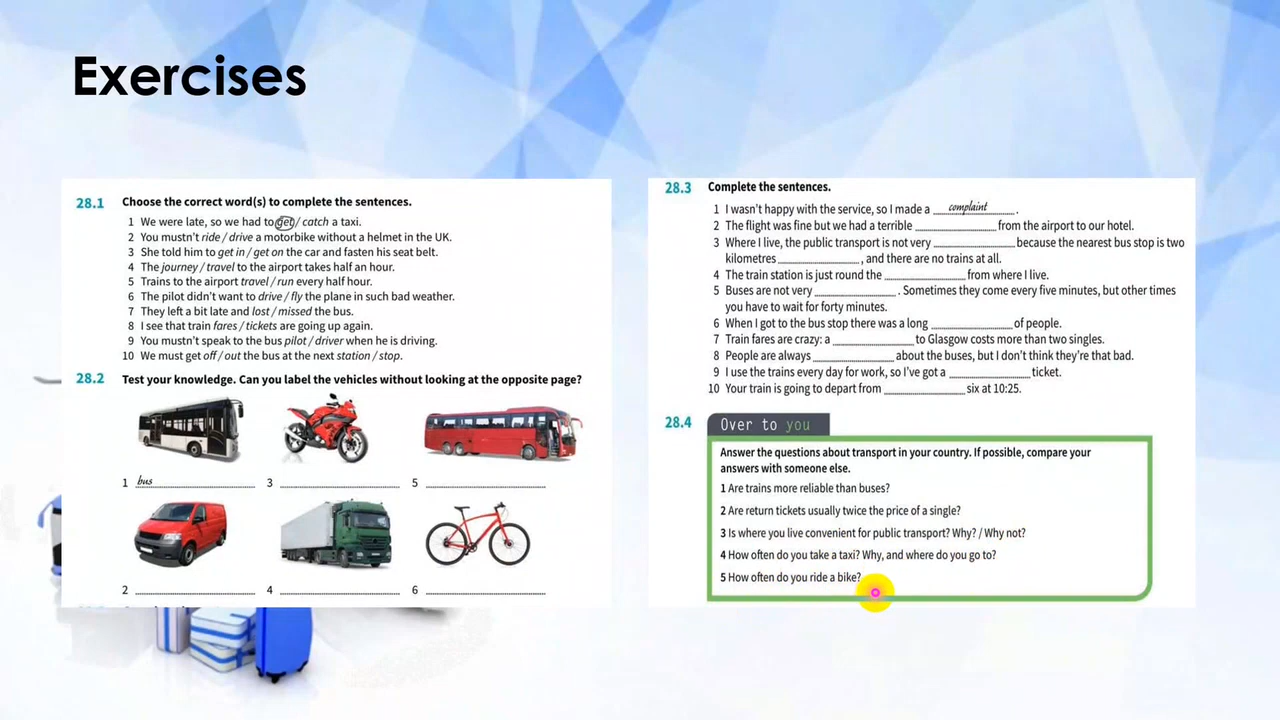 Exercises
28.1 Choose the correct word(s) to complete the sentences.
1 We were late, so we had to get / catch a taxi.
2 You mustn't ride / drive a motorbike without a helmet in the UK.
3 She told him to get in / get on the car and fasten his seat belt.
4 The journey / travel to the airport takes half an hour.
5 Trains to the airport travel / run every half hour.
6 The pilot didn't want to drive / fly the plane in such bad weather.
7 They left a bit late and lost / missed the bus.
8 I see that train fares / tickets are going up again.
9 You mustn't speak to the bus pilot / driver when he is driving.
10 We must get off / out the bus at the next station / stop.
28.2 Test your knowledge. Can you label the vehicles without looking at the opposite page?
1 bus
3
5
2
4
6
28.3 Complete the sentences.
1 I wasn't happy with the service, so I made a complaint .
2 The flight was fine but we had a terrible from the airport to our hotel.
3 Where I live, the public transport is not very because the nearest bus stop is two
kilometres , and there are no trains at all.
4 The train station is just round the from where I live.
5 Buses are not very . Sometimes they come every five minutes, but other times
you have to wait for forty minutes.
6 When I got to the bus stop there was a long of people.
7 Train fares are crazy: a to Glasgow costs more than two singles.
8 People are always about the buses, but I don't think they're that bad.
9 I use the trains every day for work, so I've got a ticket.
10 Your train is going to depart from six at 10:25.
28.4 Over to you
Answer the questions about transport in your country. If possible, compare your
answers with someone else.
1 Are trains more reliable than buses?
2 Are return tickets usually twice the price of a single?
3 Is where you live convenient for public transport? Why? / Why not?
4 How often do you take a taxi? Why, and where do you go to?
5 How often do you ride a bike?